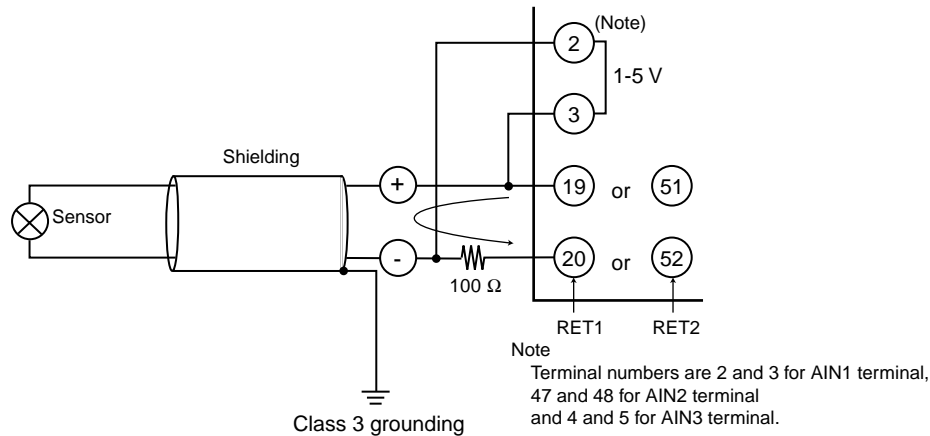 (Note)
2
1-5 V
3
Shielding
+
19 or 51
Sensor
-
20 or 52
100 Ω
RET1 RET2
Note
Terminal numbers are 2 and 3 for AIN1 terminal,
47 and 48 for AIN2 terminal
and 4 and 5 for AIN3 terminal.
Class 3 grounding